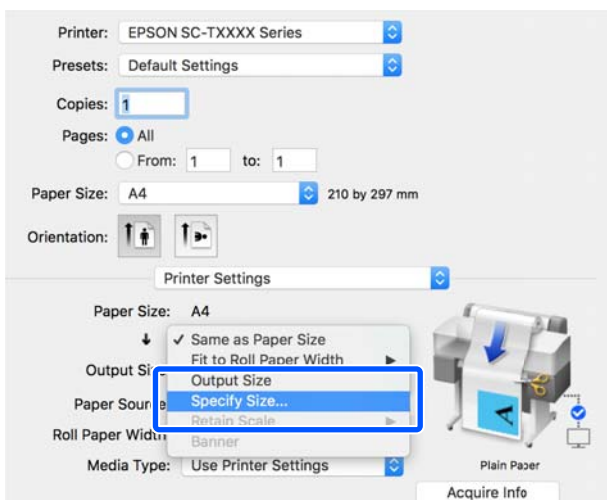 Printer: EPSON SC-TXXXX Series
Presets: Default Settings
Copies: 1
Pages: All
From: 1 to: 1
Paper Size: A4 210 by 297 mm
Orientation:
Printer Settings
Paper Size: A4
✓ Same as Paper Size
Fit to Roll Paper Width
Output Size
Output Size
Specify Size...
Paper Source
Retain Scale
Roll Paper Width
Banner
Media Type: Use Printer Settings
Plain Paper
Acquire Info